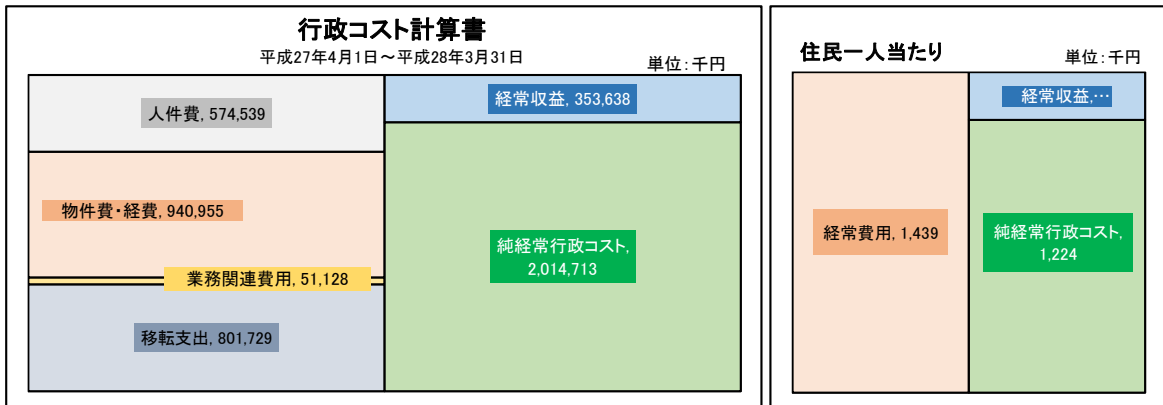 行政コスト計算書
平成27年4月1日～平成28年3月31日
単位：千円
人件費, 574,539
物件費・経費, 940,955
業務関連費用, 51,128
移転支出, 801,729
経常収益, 353,638
純経常行政コスト,
2,014,713
住民一人当たり
単位：千円
経常費用, 1,439
経常収益,…
純経常行政コスト,
1,224